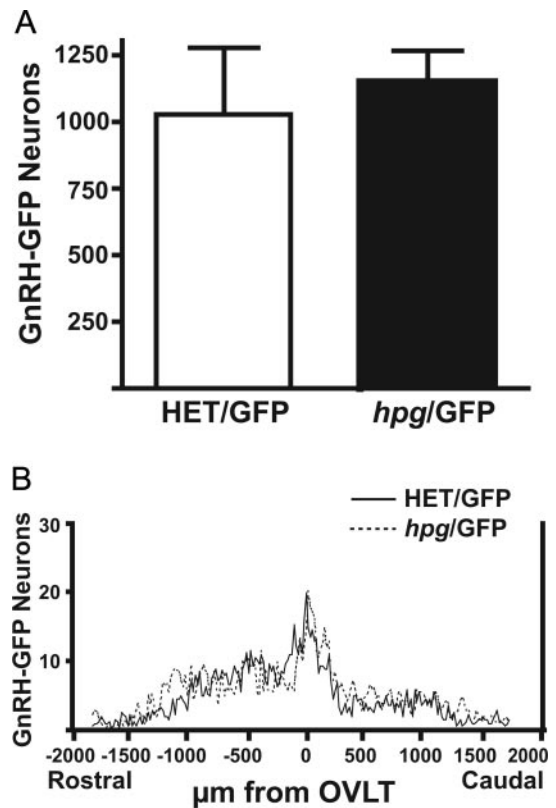 A
GnRH-GFP Neurons
1250
1000
750
500
250
HET/GFP hpg/GFP
B
HET/GFP
hpg/GFP
GnRH-GFP Neurons
30
20
10
-2000 -1500 -1000 -500 0 500 1000 1500 2000
Rostral µm from OVLT Caudal